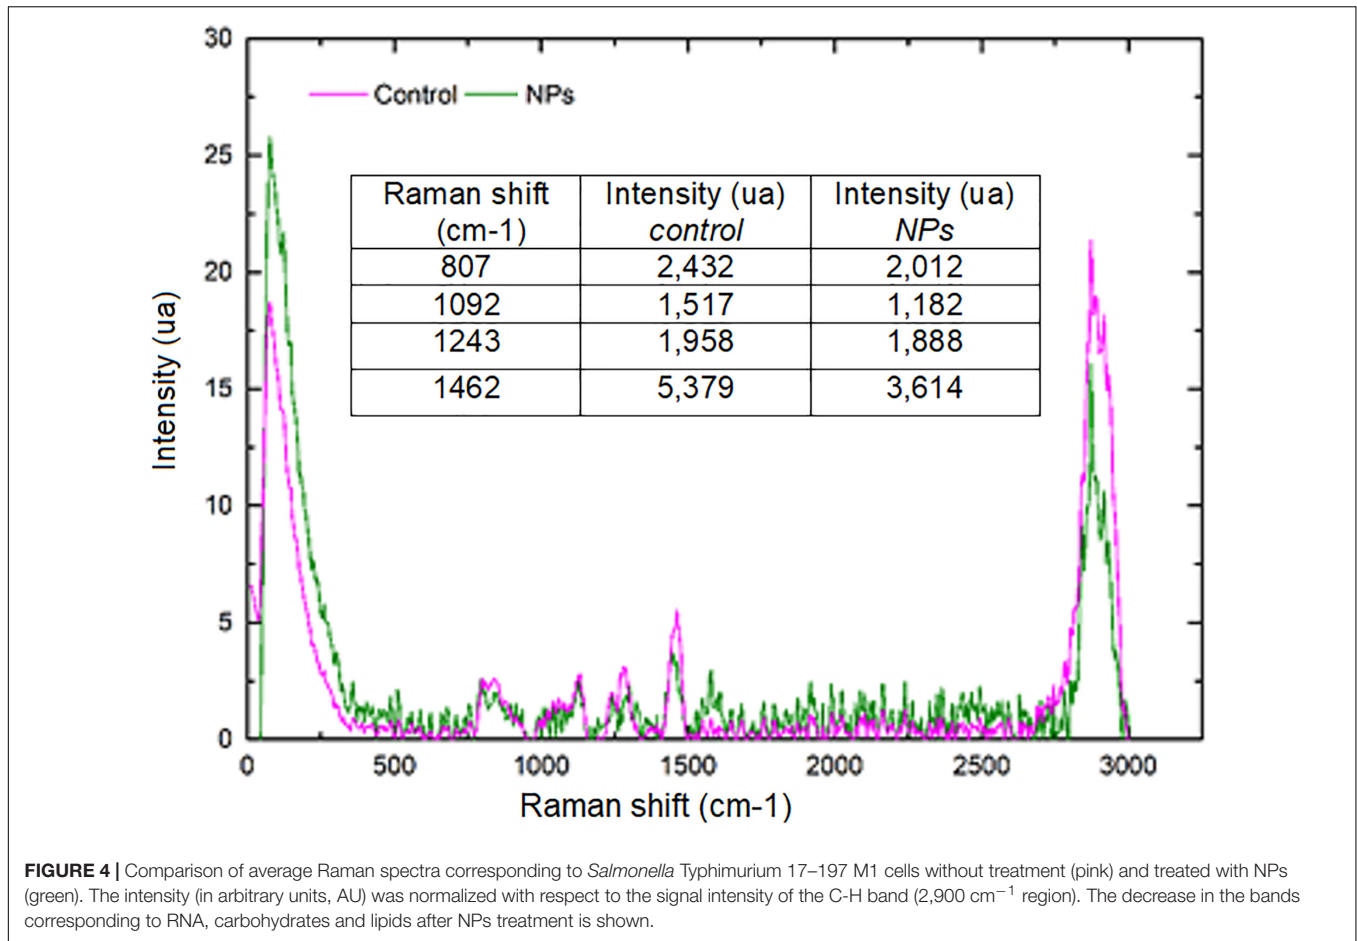 30
Control NPs
25
Raman shift (cm-1) Intensity (ua) control Intensity (ua) NPs
807 2,432 2,012
1092 1,517 1,182
1243 1,958 1,888
1462 5,379 3,614
20
15
10
5
0
Intensity (ua)
0 500 1000 1500 2000 2500 3000
Raman shift (cm-1)
FIGURE 4 | Comparison of average Raman spectra corresponding to Salmonella Typhimurium 17–197 M1 cells without treatment (pink) and treated with NPs
(green). The intensity (in arbitrary units, AU) was normalized with respect to the signal intensity of the C-H band (2,900 cm⁻¹ region). The decrease in the bands
corresponding to RNA, carbohydrates and lipids after NPs treatment is shown.